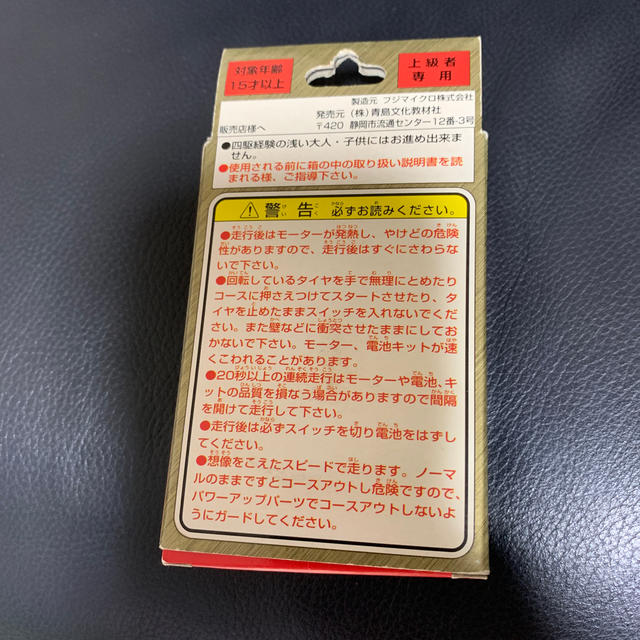 対象年齢
15才以上
上級者
専用
製造元 フジマイクロ株式会社
発売元 (株)青島文化教材社
〒420 静岡市流通センター12番-3号
販売店様へ
●四駆経験の浅い大人・子供にはお進め出来ま
せん。
●使用される前に箱の中の取り扱い説明書を読
まれる様、ご指導下さい。
警告 必ずお読みください。
●走行後はモーターが発熱し、やけどの危険
性がありますので、走行後はすぐにさわらな
いで下さい。
●回転しているタイヤを手で無理にとめたり
コースに押さえつけてスタートさせたり、タ
イヤを止めたままスイッチを入れないでくだ
さい。また壁などに衝突させたままにしてお
かないで下さい。モーター、電池キットが速
くこわれることがあります。
●20秒以上の連続走行はモーターや電池、キ
ットの品質を損なう場合がありますので間隔
を開けて走行して下さい。
●走行後は必ずスイッチを切り電池をはずし
てください。
●想像をこえたスピードで走ります。ノーマ
ルのままですとコースアウトし危険ですので、
パワーアップパーツでコースアウトしないよ
うにガードしてください。